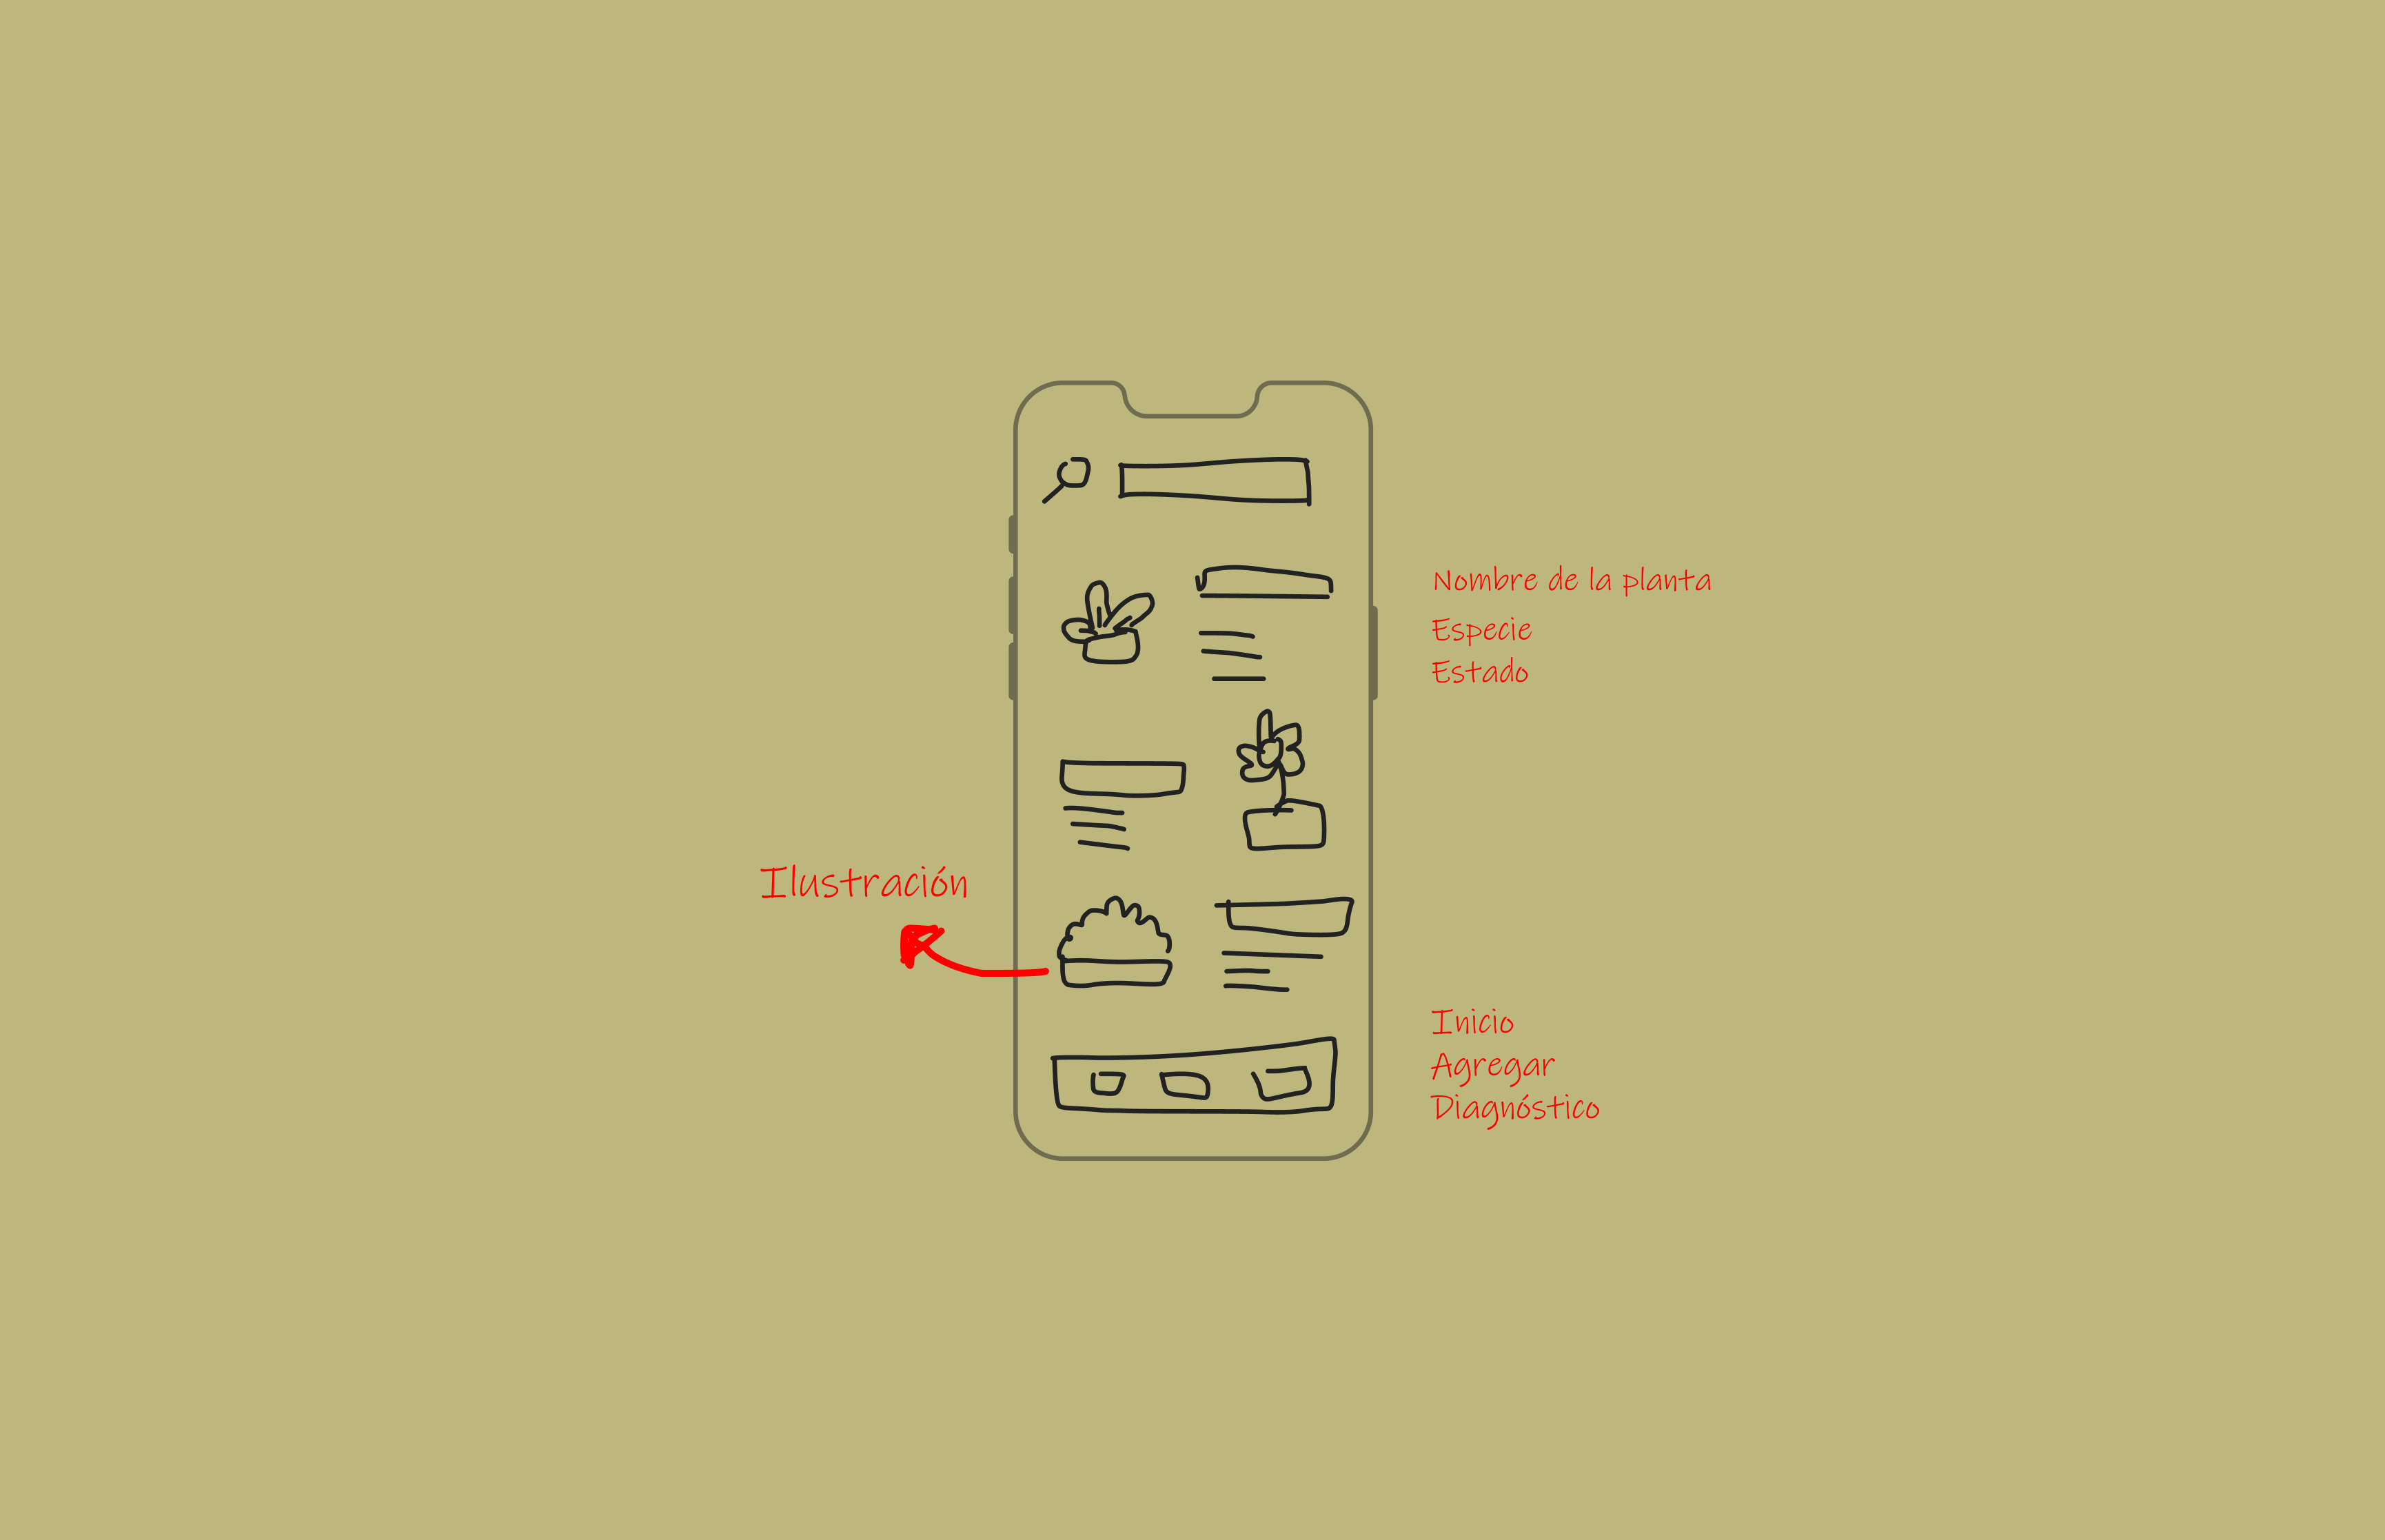 Nombre de la planta
Especie
Estado
Ilustración
Inicio
Agregar
Diagnóstico